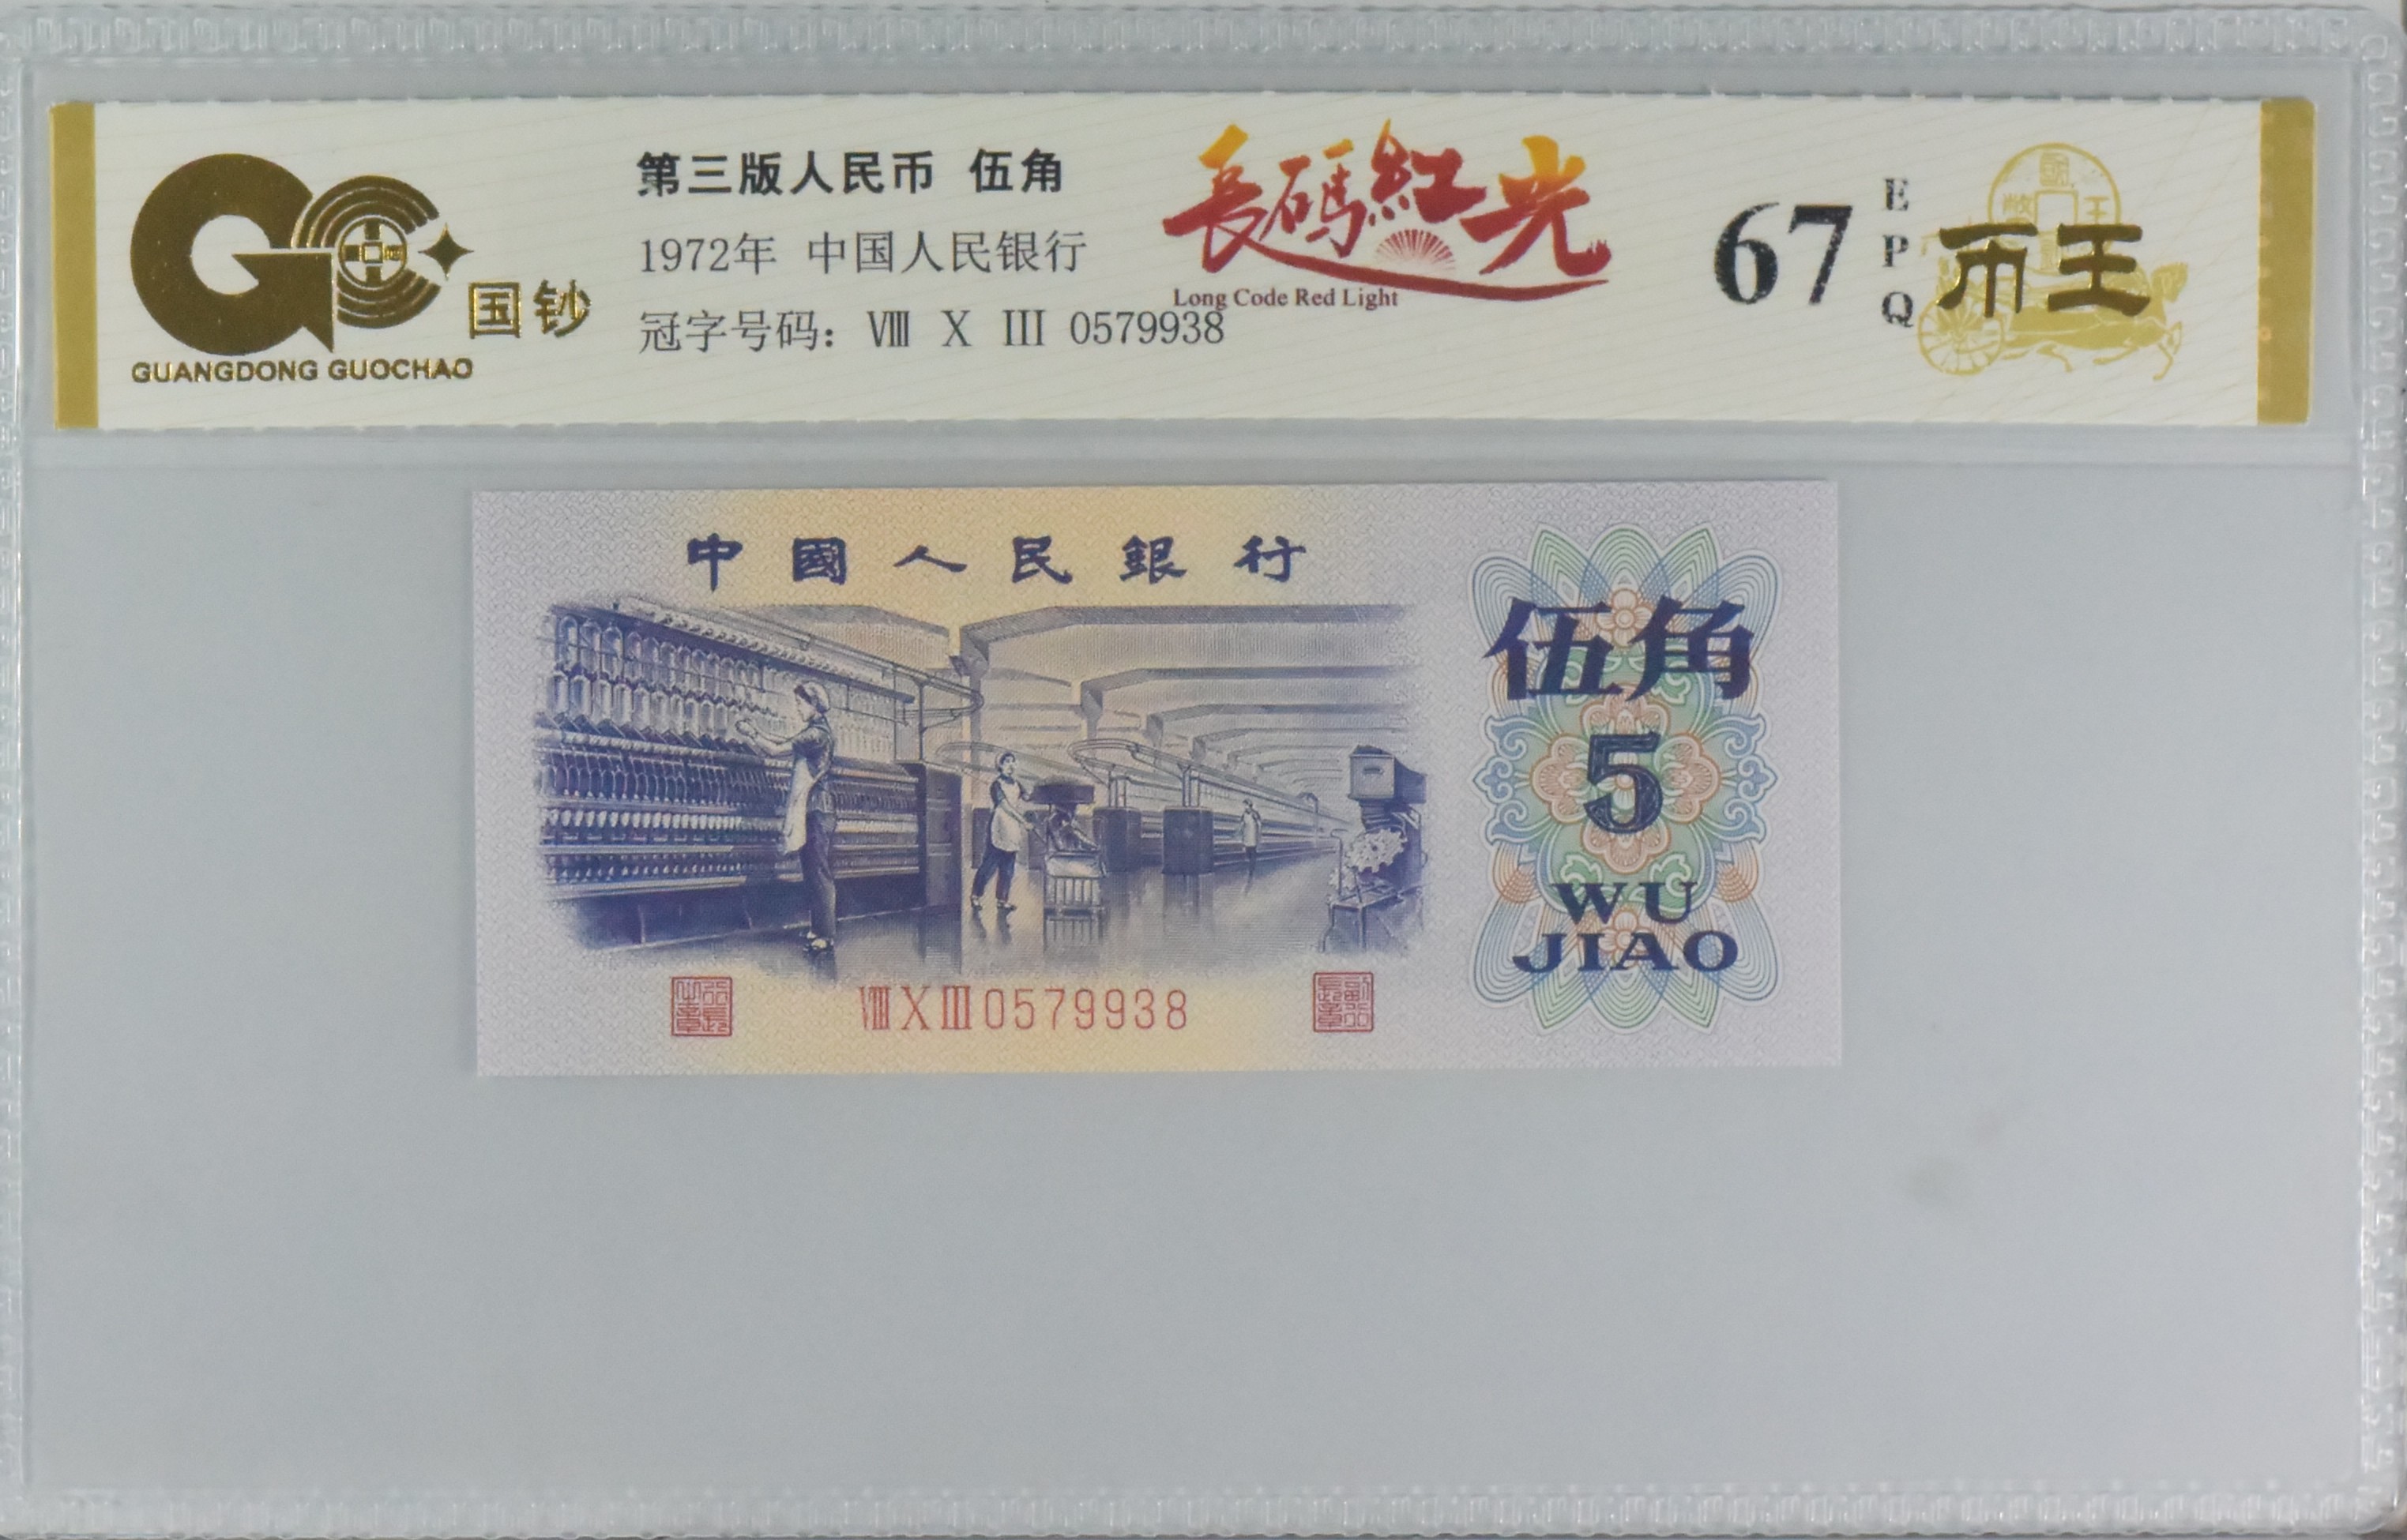 GUANGDONG GUOCHAO
国钞
第三版人民币 伍角
1972年 中国人民银行
冠字号码: Ⅷ X III 0579938
長碼紅光
Long Code Red Light
67
EPQ
币王
中國人民銀行
伍角
5
WU
JIAO
ⅧⅩⅢ0579938